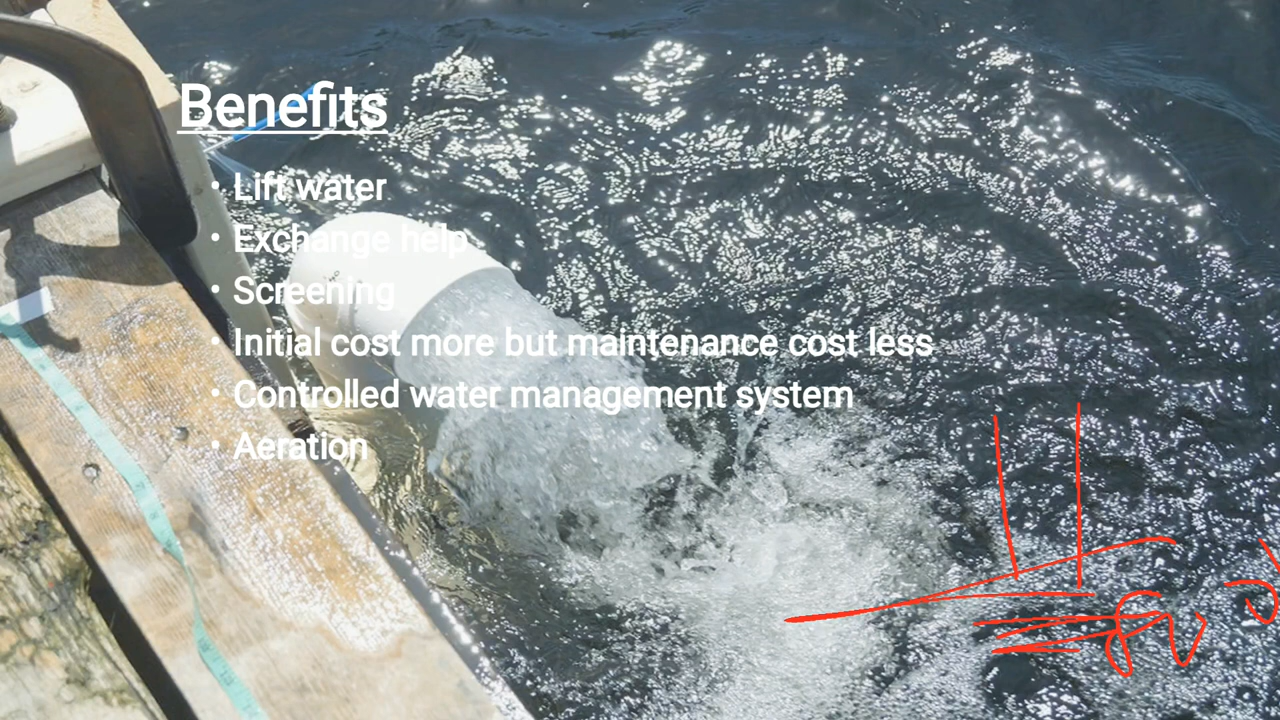 Benefits
• Lift water
• Exchange help
• Screening
• Initial cost more but maintenance cost less
• Controlled water management system
• Aeration